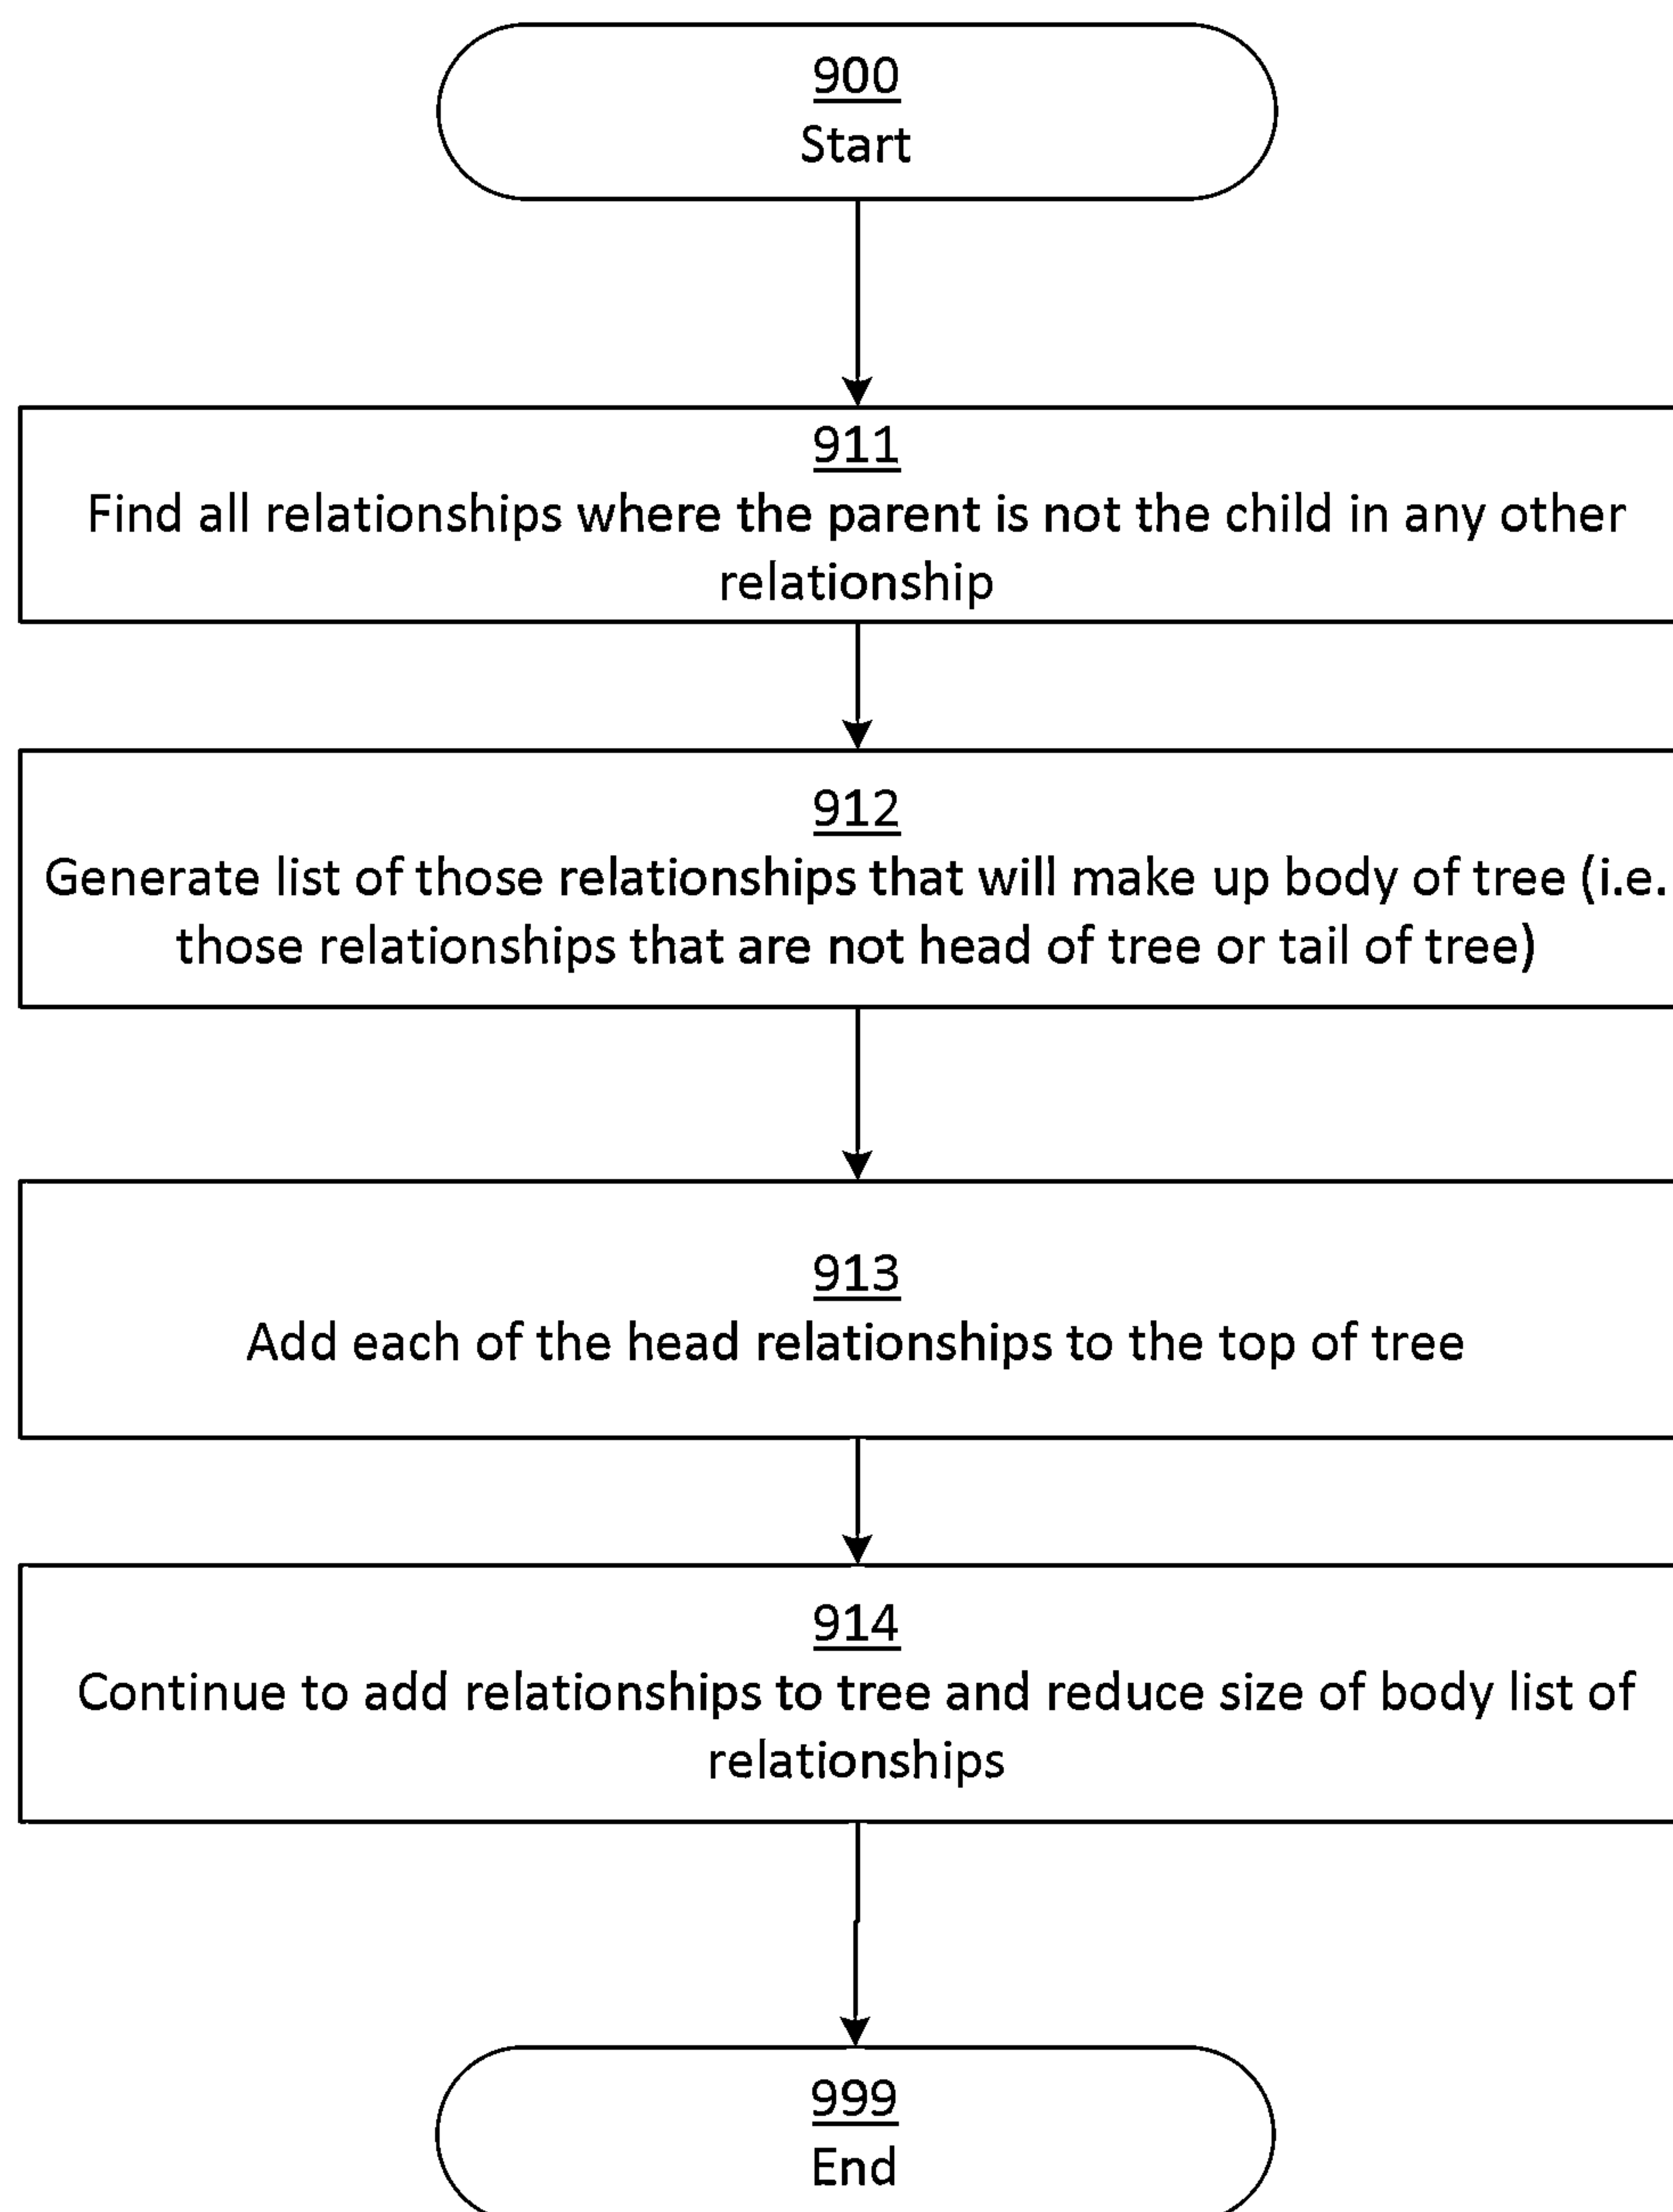 900
Start
911
Find all relationships where the parent is not the child in any other
relationship
912
Generate list of those relationships that will make up body of tree (i.e.
those relationships that are not head of tree or tail of tree)
913
Add each of the head relationships to the top of tree
914
Continue to add relationships to tree and reduce size of body list of
relationships
999
End